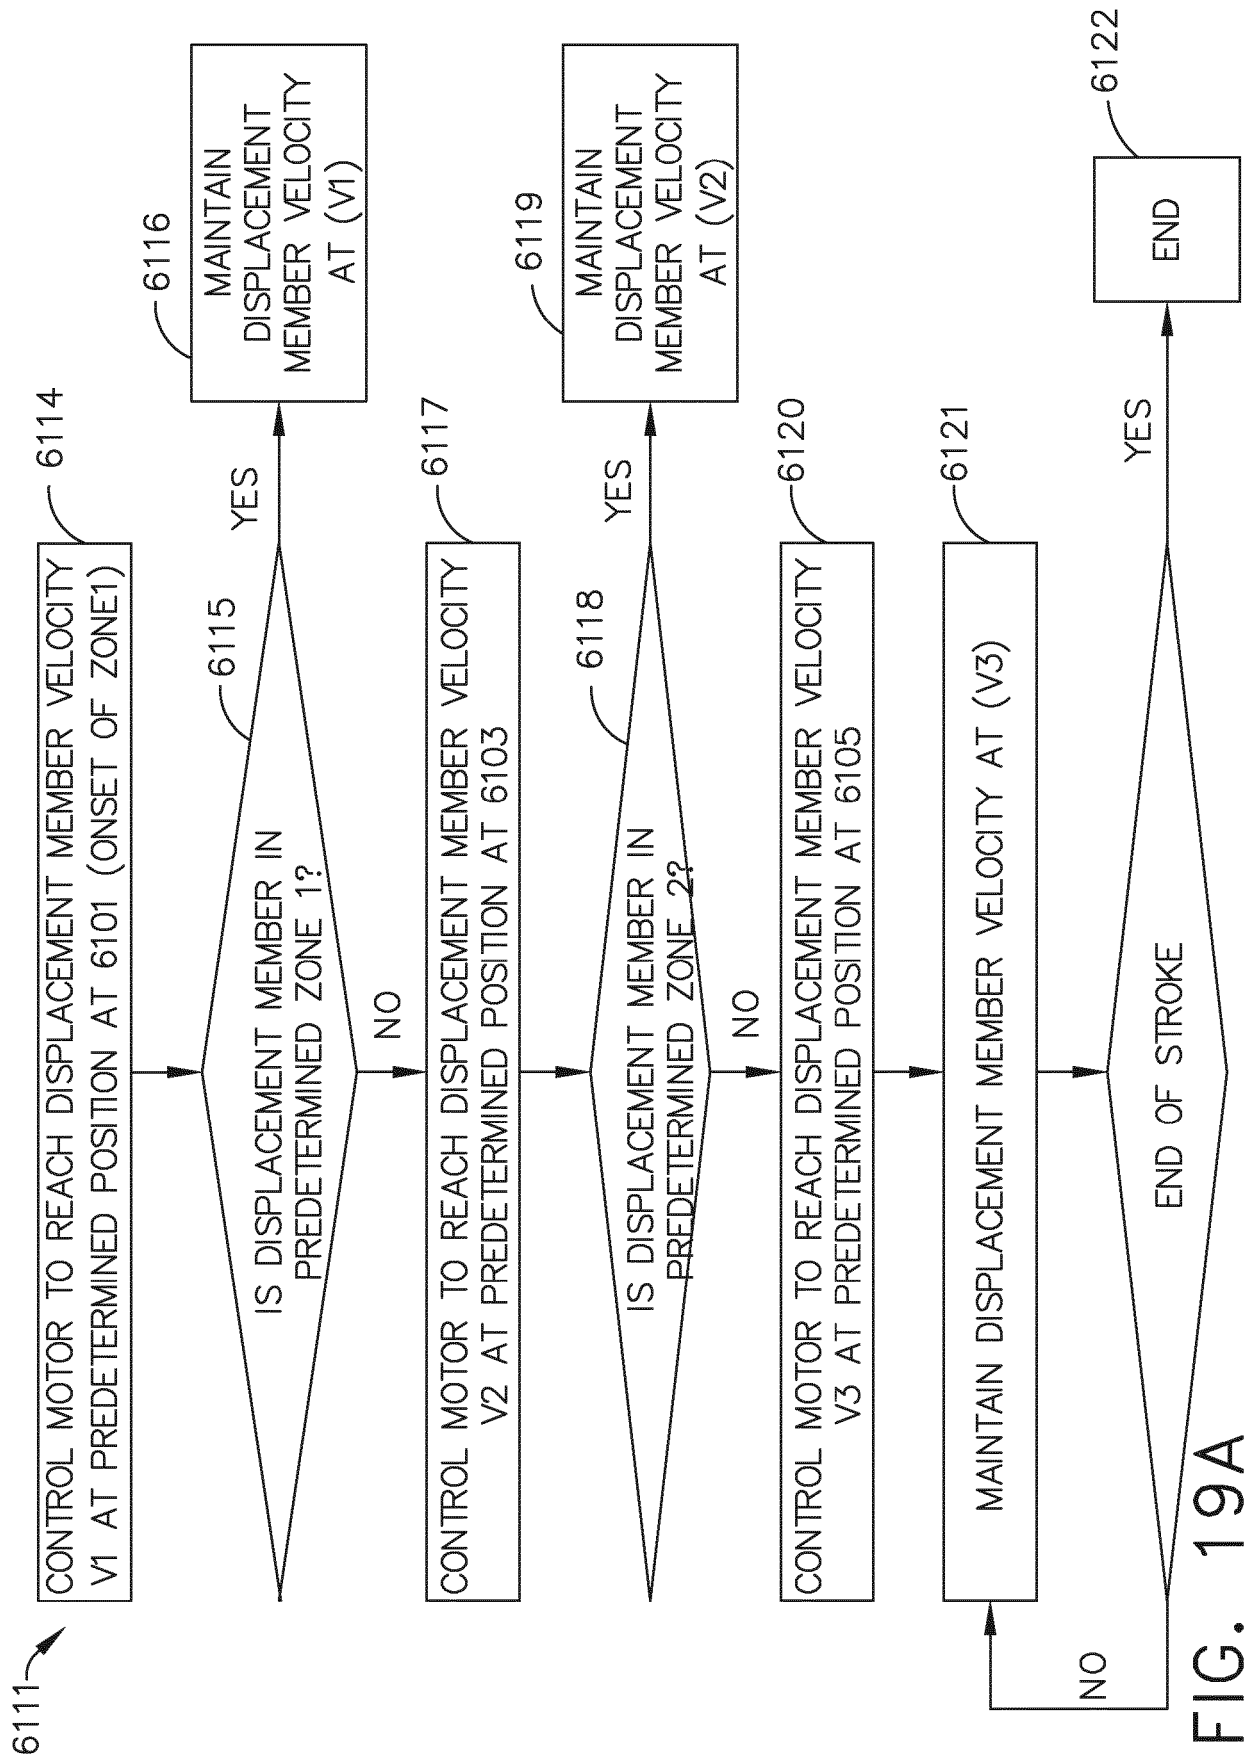 6111
CONTROL MOTOR TO REACH DISPLACEMENT MEMBER VELOCITY
V1 AT PREDETERMINED POSITION AT 6101 (ONSET OF ZONE1)
6114
6115
IS DISPLACEMENT MEMBER IN
PREDETERMINED ZONE 1?
YES
6116
MAINTAIN
DISPLACEMENT
MEMBER VELOCITY
AT (V1)
NO
6117
CONTROL MOTOR TO REACH DISPLACEMENT MEMBER VELOCITY
V2 AT PREDETERMINED POSITION AT 6103
6118
IS DISPLACEMENT MEMBER IN
PREDETERMINED ZONE 2?
YES
6119
MAINTAIN
DISPLACEMENT
MEMBER VELOCITY
AT (V2)
NO
6120
CONTROL MOTOR TO REACH DISPLACEMENT MEMBER VELOCITY
V3 AT PREDETERMINED POSITION AT 6105
6121
MAINTAIN DISPLACEMENT MEMBER VELOCITY AT (V3)
NO
END OF STROKE
YES
6122
END
FIG. 19A